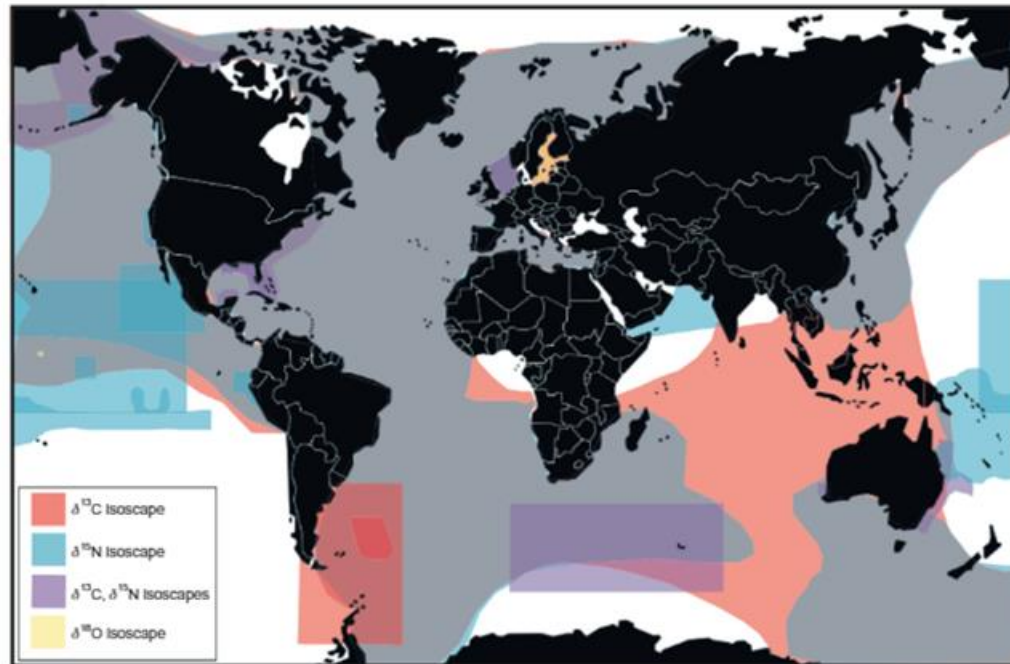 δ¹³C Isoscape
δ¹⁵N Isoscape
δ¹³C, δ¹⁵N Isoscapes
δ¹⁸O Isoscape